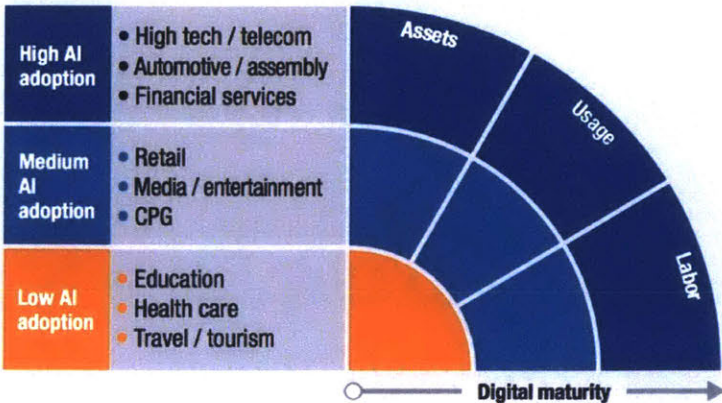 High AI
adoption
• High tech / telecom
• Automotive / assembly
• Financial services
Medium
AI
adoption
• Retail
• Media / entertainment
• CPG
Low AI
adoption
• Education
• Health care
• Travel / tourism
Assets
Usage
Labor
Digital maturity